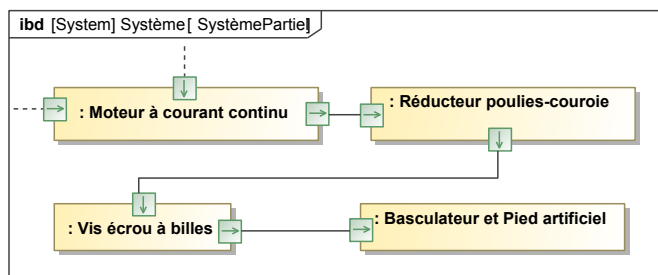 ibd [System] Système[ SystèmePartiel]
: Moteur à courant continu
: Réducteur poulies-couroie
: Vis écrou à billes
: Basculateur et Pied artificiel